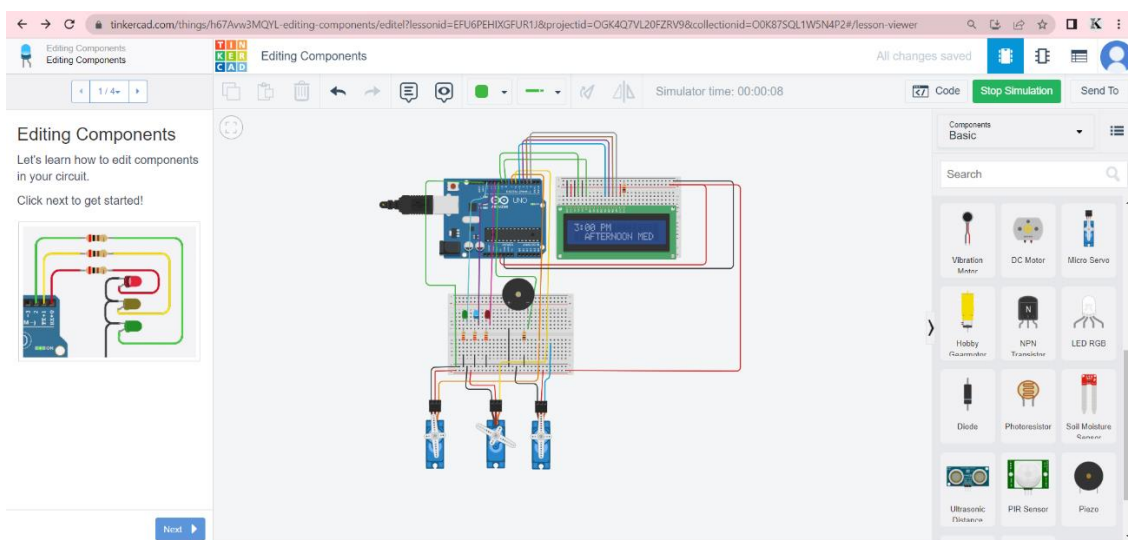 tinkercad.com/things/h67Avw3MQYL-editing-components/editel?lessonid=EFU6PEHIXGFUR1J&projectid=OGK4Q7VL20FZRV9&collectionid=O0K87SQL1W5N4P2#/lesson-viewer
K
Editing Components
Editing Components
TIN
KER
CAD
Editing Components
All changes saved
1 / 4
Simulator time: 00:00:08
Code
Stop Simulation
Send To
Editing Components
Let's learn how to edit components
in your circuit.
Click next to get started!
Next
UNO
3:00 PM
AFTERNOON MED
Components
Basic
Search
Vibration
Motor
DC Motor
Micro Servo
Hobby
Gearmotor
N
NPN
Transistor
LED RGB
Diode
Photoresistor
Soil Moisture
Sensor
Ultrasonic
Distance
PIR Sensor
Piezo